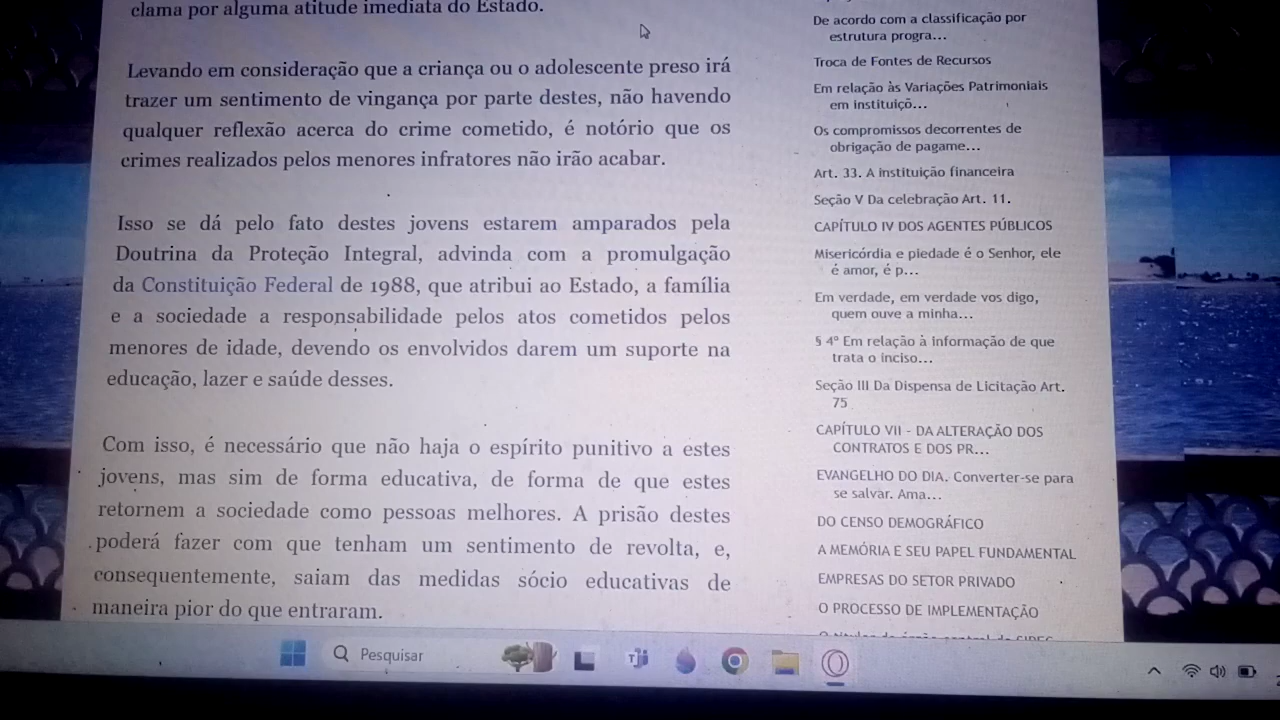 clama por alguma atitude imediata do Estado.
Levando em consideração que a criança ou o adolescente preso irá
trazer um sentimento de vingança por parte destes, não havendo
qualquer reflexão acerca do crime cometido, é notório que os
crimes realizados pelos menores infratores não irão acabar.
Isso se dá pelo fato destes jovens estarem amparados pela
Doutrina da Proteção Integral, advinda com a promulgação
da Constituição Federal de 1988, que atribui ao Estado, a família
e a sociedade a responsabilidade pelos atos cometidos pelos
menores de idade, devendo os envolvidos darem um suporte na
educação, lazer e saúde desses.
Com isso, é necessário que não haja o espírito punitivo a estes
jovens, mas sim de forma educativa, de forma de que estes
retornem a sociedade como pessoas melhores. A prisão destes
poderá fazer com que tenham um sentimento de revolta, e,
consequentemente, saiam das medidas sócio educativas de
maneira pior do que entraram.
De acordo com a classificação por
estrutura progra...
Troca de Fontes de Recursos
Em relação às Variações Patrimoniais
em instituiçõ...
Os compromissos decorrentes de
obrigação de pagame...
Art. 33. A instituição financeira
Seção V Da celebração Art. 11.
CAPÍTULO IV DOS AGENTES PÚBLICOS
Misericórdia e piedade é o Senhor, ele
é amor, é p...
Em verdade, em verdade vos digo,
quem ouve a minha...
§ 4º Em relação à informação de que
trata o inciso...
Seção III Da Dispensa de Licitação Art.
75
CAPÍTULO VII - DA ALTERAÇÃO DOS
CONTRATOS E DOS PR...
EVANGELHO DO DIA. Converter-se para
se salvar. Ama...
DO CENSO DEMOGRÁFICO
A MEMÓRIA E SEU PAPEL FUNDAMENTAL
EMPRESAS DO SETOR PRIVADO
O PROCESSO DE IMPLEMENTAÇÃO
Pesquisar